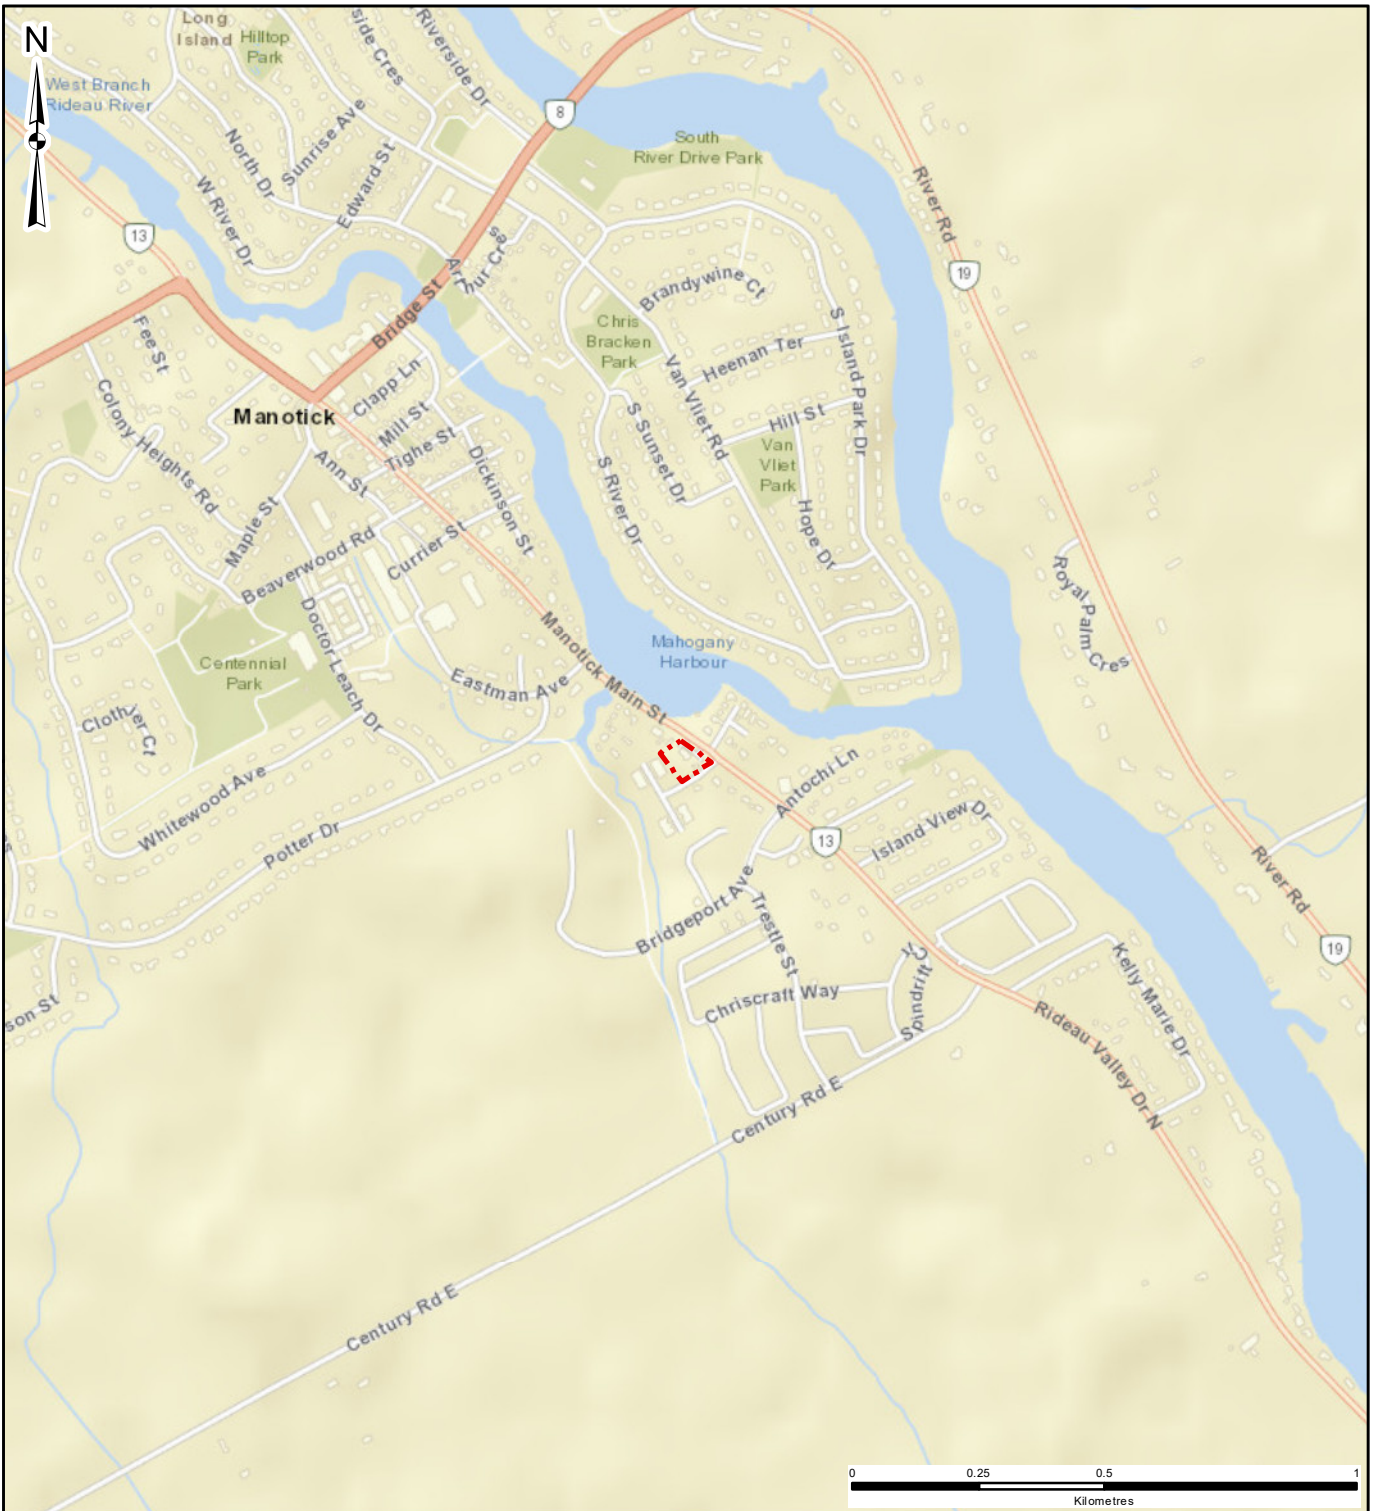 N
Long
Island
Hilltop
Park
side Cres
Riverside Dr
West Branch
Rideau River
8
South
River Drive Park
North Dr
Sunrise Ave
Edward St
W River Dr
River Rd
13
19
Arthur Cres
Brandywine Ct
Bridge St
S Island Park Dr
Fee St
Chris
Bracken
Park
Heenan Ter
Van Vliet Rd
Clapp Ln
Colony Heights Rd
Manotick
Mill St
Hill St
Tighe St
S Sunset Dr
Van
Vliet
Park
Ann St
Dickinson St
S River Dr
Maple St
Hope Dr
Beaverwood Rd
Currier St
Royal Palm Cres
Doctor Leach Dr
Manotick Main St
Mahogany
Harbour
Centennial
Park
Eastman Ave
Clothier Ct
Antochi Ln
Whitewood Ave
Potter Dr
13
Island View Dr
River Rd
Bridgeport Ave
Trestle St
19
Kelly Marie Dr
Chriscraft Way
Spindrift
son St
Rideau Valley Dr N
Century Rd E
Century Rd E
0 0.25 0.5 1
Kilometres